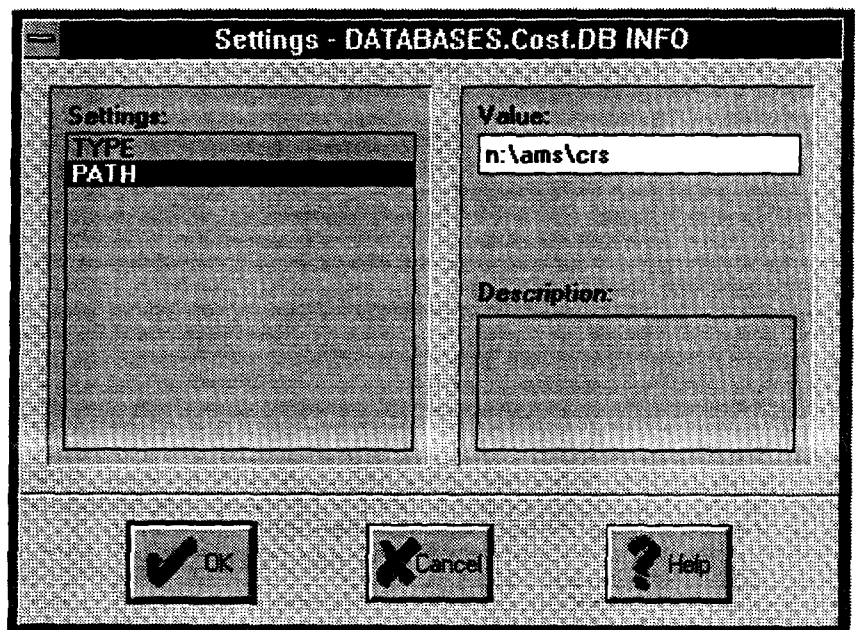 Settings - DATABASES.Cost.DB INFO
Settings:
TYPE
PATH
Value:
n:\ams\crs
Description:
OK
Cancel
Help